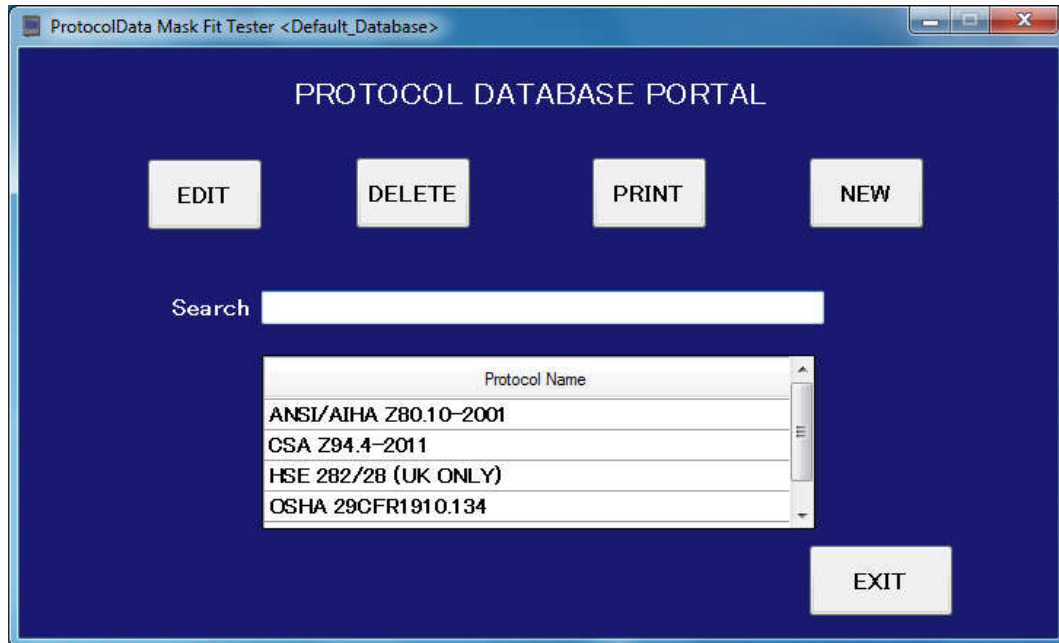 ProtocolData Mask Fit Tester <Default_Database>
PROTOCOL DATABASE PORTAL
EDIT DELETE PRINT NEW
Search
Protocol Name
ANSI/AIHA Z80.10-2001
CSA Z94.4-2011
HSE 282/28 (UK ONLY)
OSHA 29CFR1910.134
EXIT